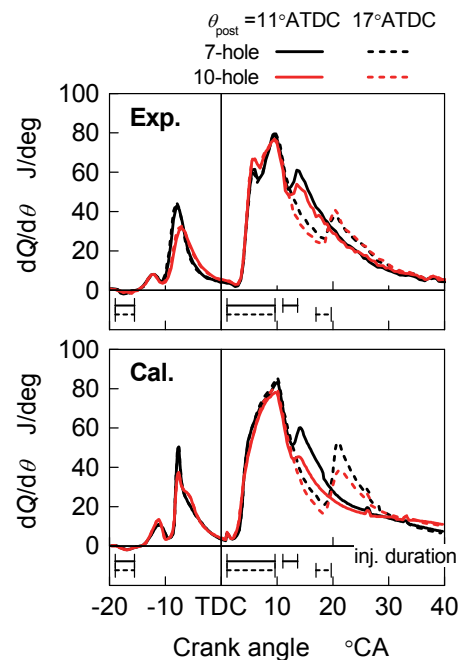 θpost = 11°ATDC 17°ATDC
7-hole
10-hole
100
Exp.
80
60
40
20
0
dQ/dθ J/deg
100
Cal.
80
60
40
20
0
dQ/dθ J/deg
inj. duration
-20 -10 TDC 10 20 30 40
Crank angle °CA